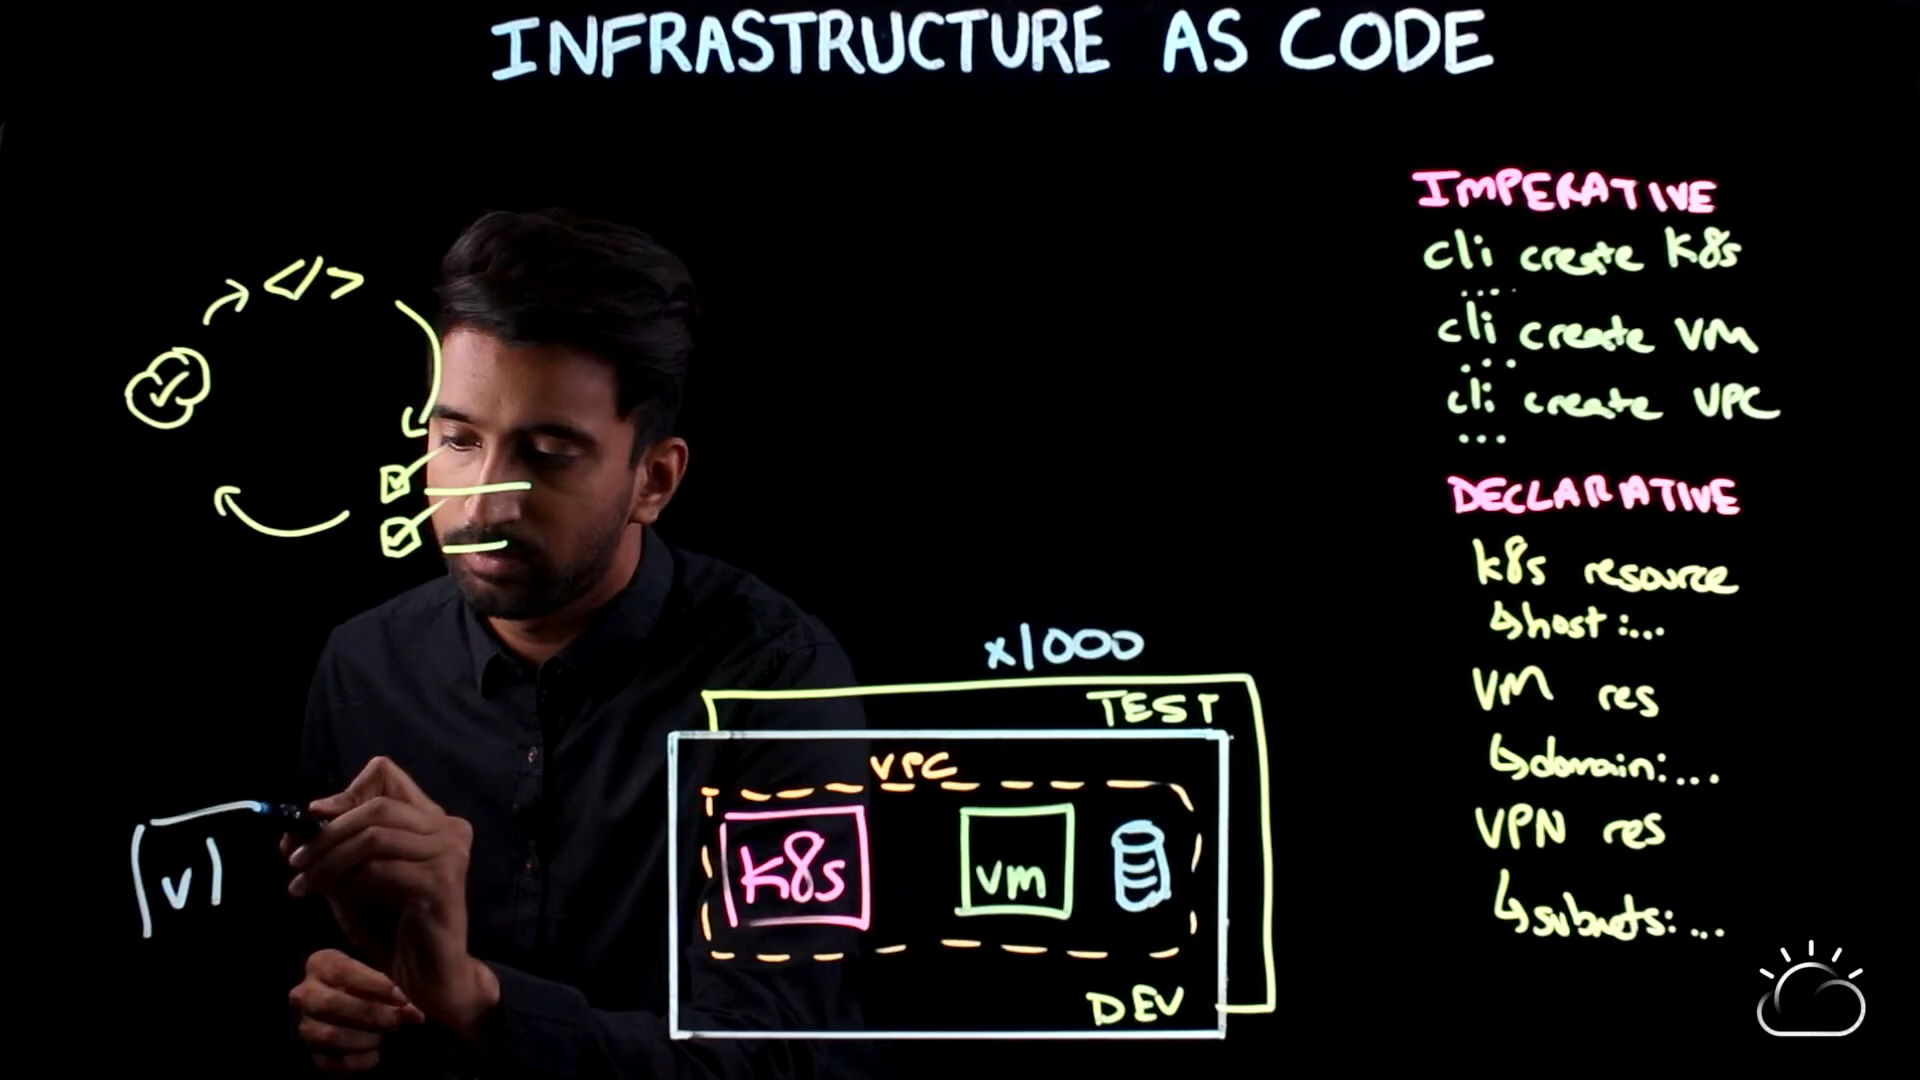 INFRASTRUCTURE AS CODE
</>
V1
x1000
TEST
VPC
k8s
vm
DEV
IMPERATIVE
cli create k8s
...
cli create VM
...
cli create VPC
...
DECLARATIVE
k8s resource
↳host:...
VM res
↳domain:...
VPN res
↳subnets:...